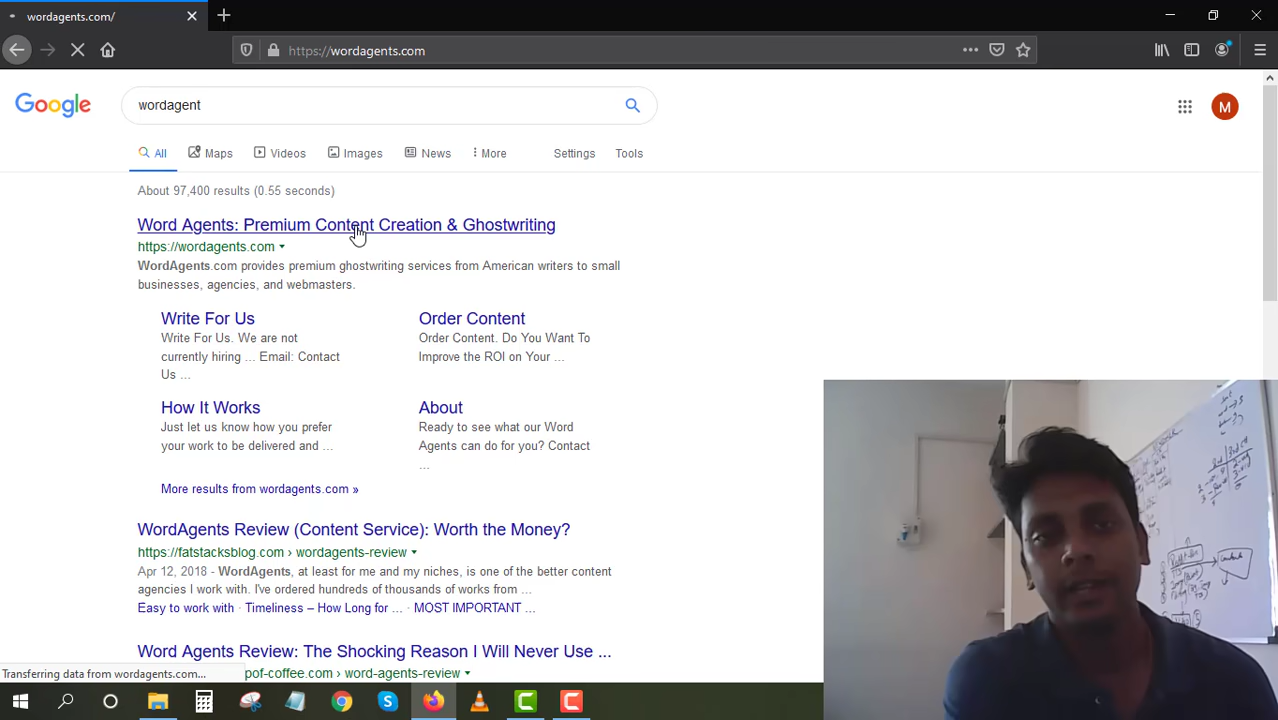 wordagents.com/
https://wordagents.com
Google
wordagent
M
All
Maps
Videos
Images
News
More
Settings
Tools
About 97,400 results (0.55 seconds)
Word Agents: Premium Content Creation & Ghostwriting
https://wordagents.com
WordAgents.com provides premium ghostwriting services from American writers to small
businesses, agencies, and webmasters.
Write For Us
Write For Us. We are not
currently hiring ... Email: Contact
Us ...
Order Content
Order Content. Do You Want To
Improve the ROI on Your ...
How It Works
Just let us know how you prefer
your work to be delivered and ...
About
Ready to see what our Word
Agents can do for you? Contact
...
More results from wordagents.com »
WordAgents Review (Content Service): Worth the Money?
https://fatstacksblog.com › wordagents-review
Apr 12, 2018 - WordAgents, at least for me and my niches, is one of the better content
agencies I work with. I've ordered hundreds of thousands of works from ...
Easy to work with · Timeliness – How Long for ... · MOST IMPORTANT ...
Word Agents Review: The Shocking Reason I Will Never Use ...
pof-coffee.com › word-agents-review
Transferring data from wordagents.com...